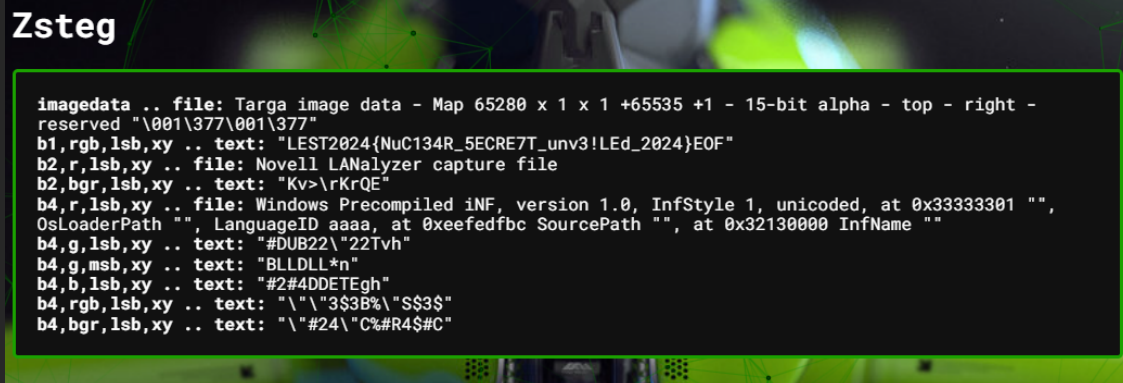 Zsteg
imagedata .. file: Targa image data - Map 65280 x 1 x 1 +65535 +1 - 15-bit alpha - top - right -
reserved "\001\377\001\377"
b1,rgb,lsb,xy .. text: "LEST2024{NuC134R_5ECRE7T_unv3!LEd_2024}EOF"
b2,r,lsb,xy .. file: Novell LANalyzer capture file
b2,bgr,lsb,xy .. text: "Kv>\rKrQE"
b4,r,lsb,xy .. file: Windows Precompiled iNF, version 1.0, InfStyle 1, unicoded, at 0x33333301 "",
OsLoaderPath "", LanguageID aaaa, at 0xeefedfbc SourcePath "", at 0x32130000 InfName ""
b4,g,lsb,xy .. text: "#DUB22\"22Tvh"
b4,g,msb,xy .. text: "BLLDLL*n"
b4,b,lsb,xy .. text: "#2#4DDETEgh"
b4,rgb,lsb,xy .. text: "\"\"3$3B%\"S$3$"
b4,bgr,lsb,xy .. text: "\"#24\"C%#R4$#C"